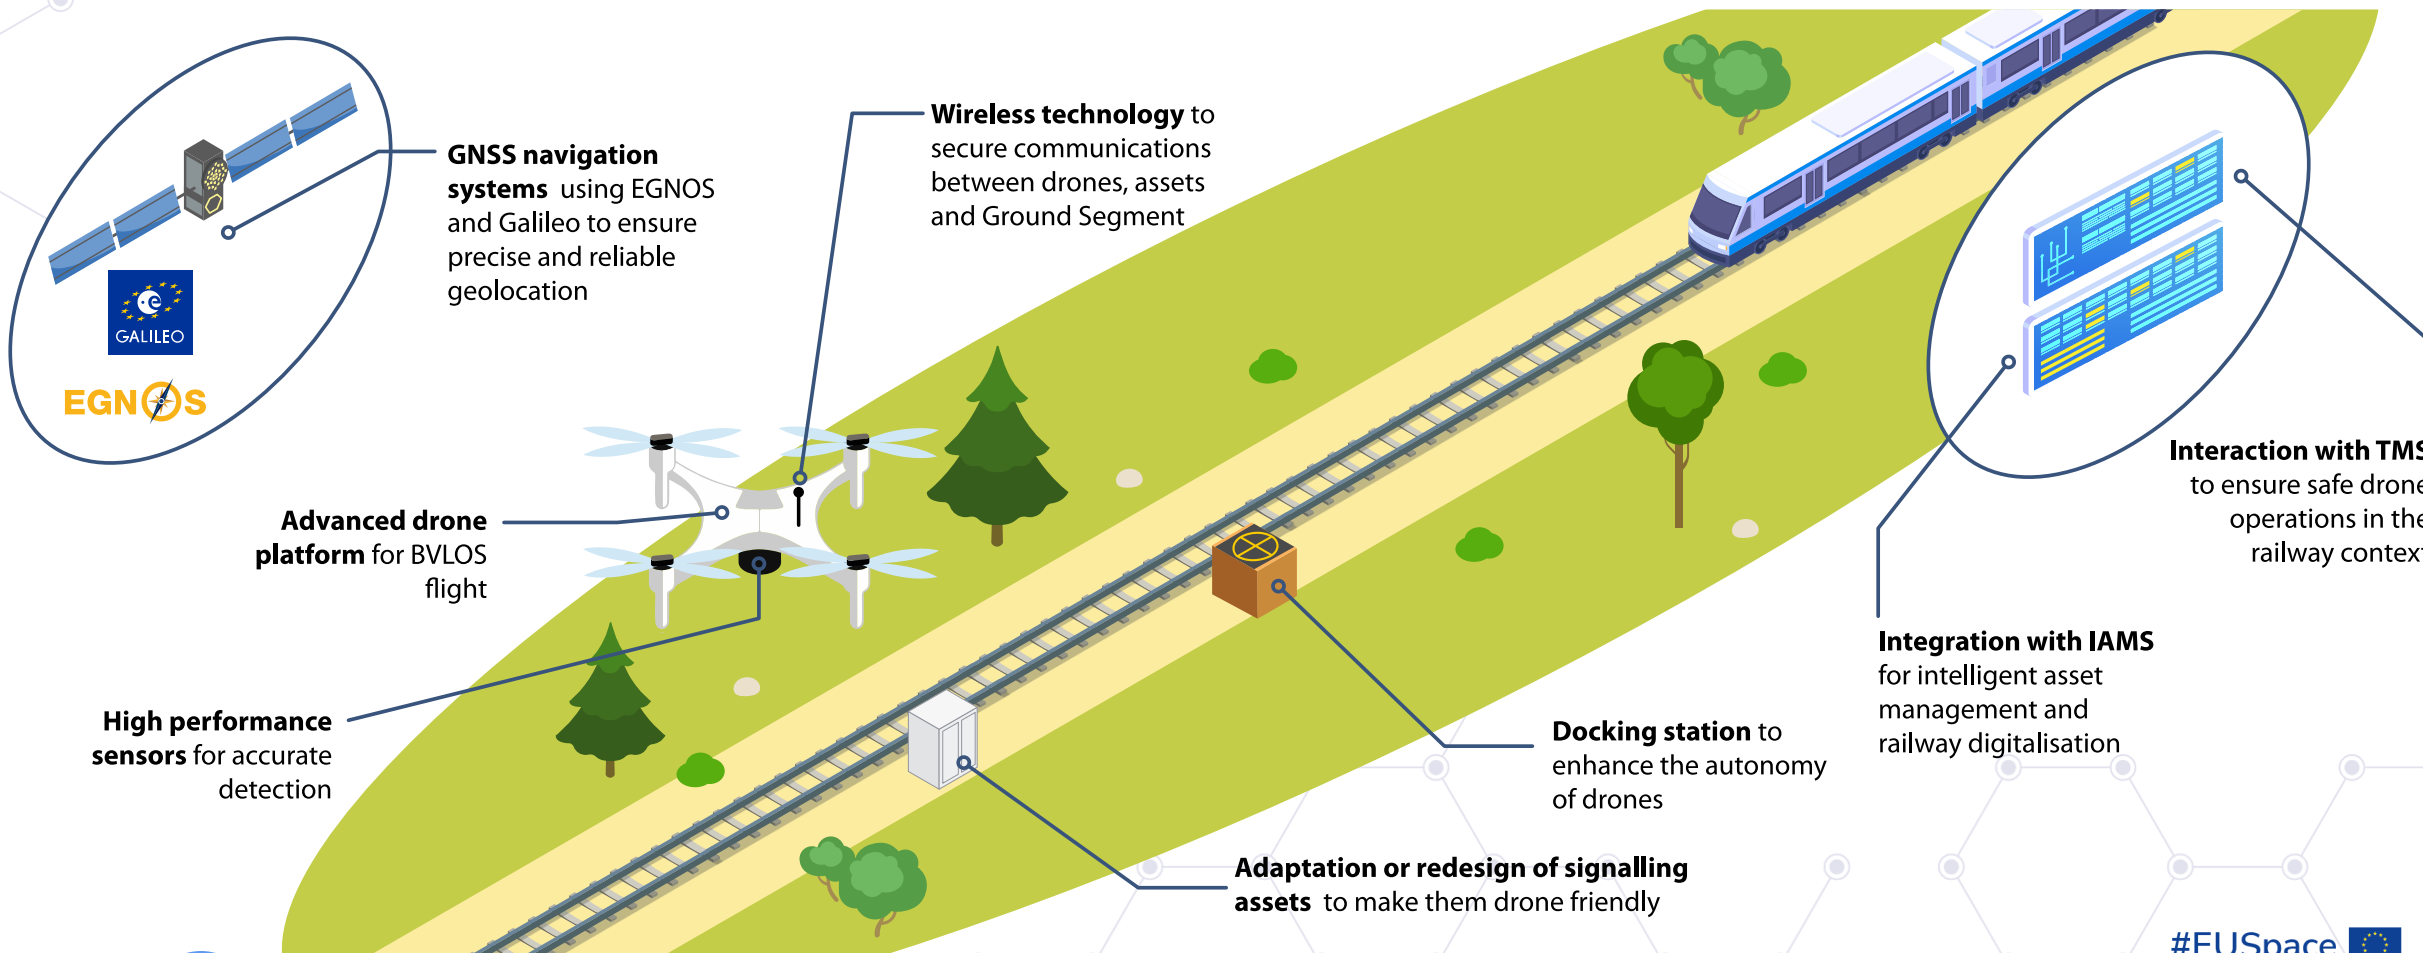 GNSS navigation
systems using EGNOS
and Galileo to ensure
precise and reliable
geolocation
GALILEO
EGNOS
Wireless technology to
secure communications
between drones, assets
and Ground Segment
Advanced drone
platform for BVLOS
flight
High performance
sensors for accurate
detection
Interaction with TMS
to ensure safe drone
operations in the
railway context
Integration with IAMS
for intelligent asset
management and
railway digitalisation
Docking station to
enhance the autonomy
of drones
Adaptation or redesign of signalling
assets to make them drone friendly
#EUSpace